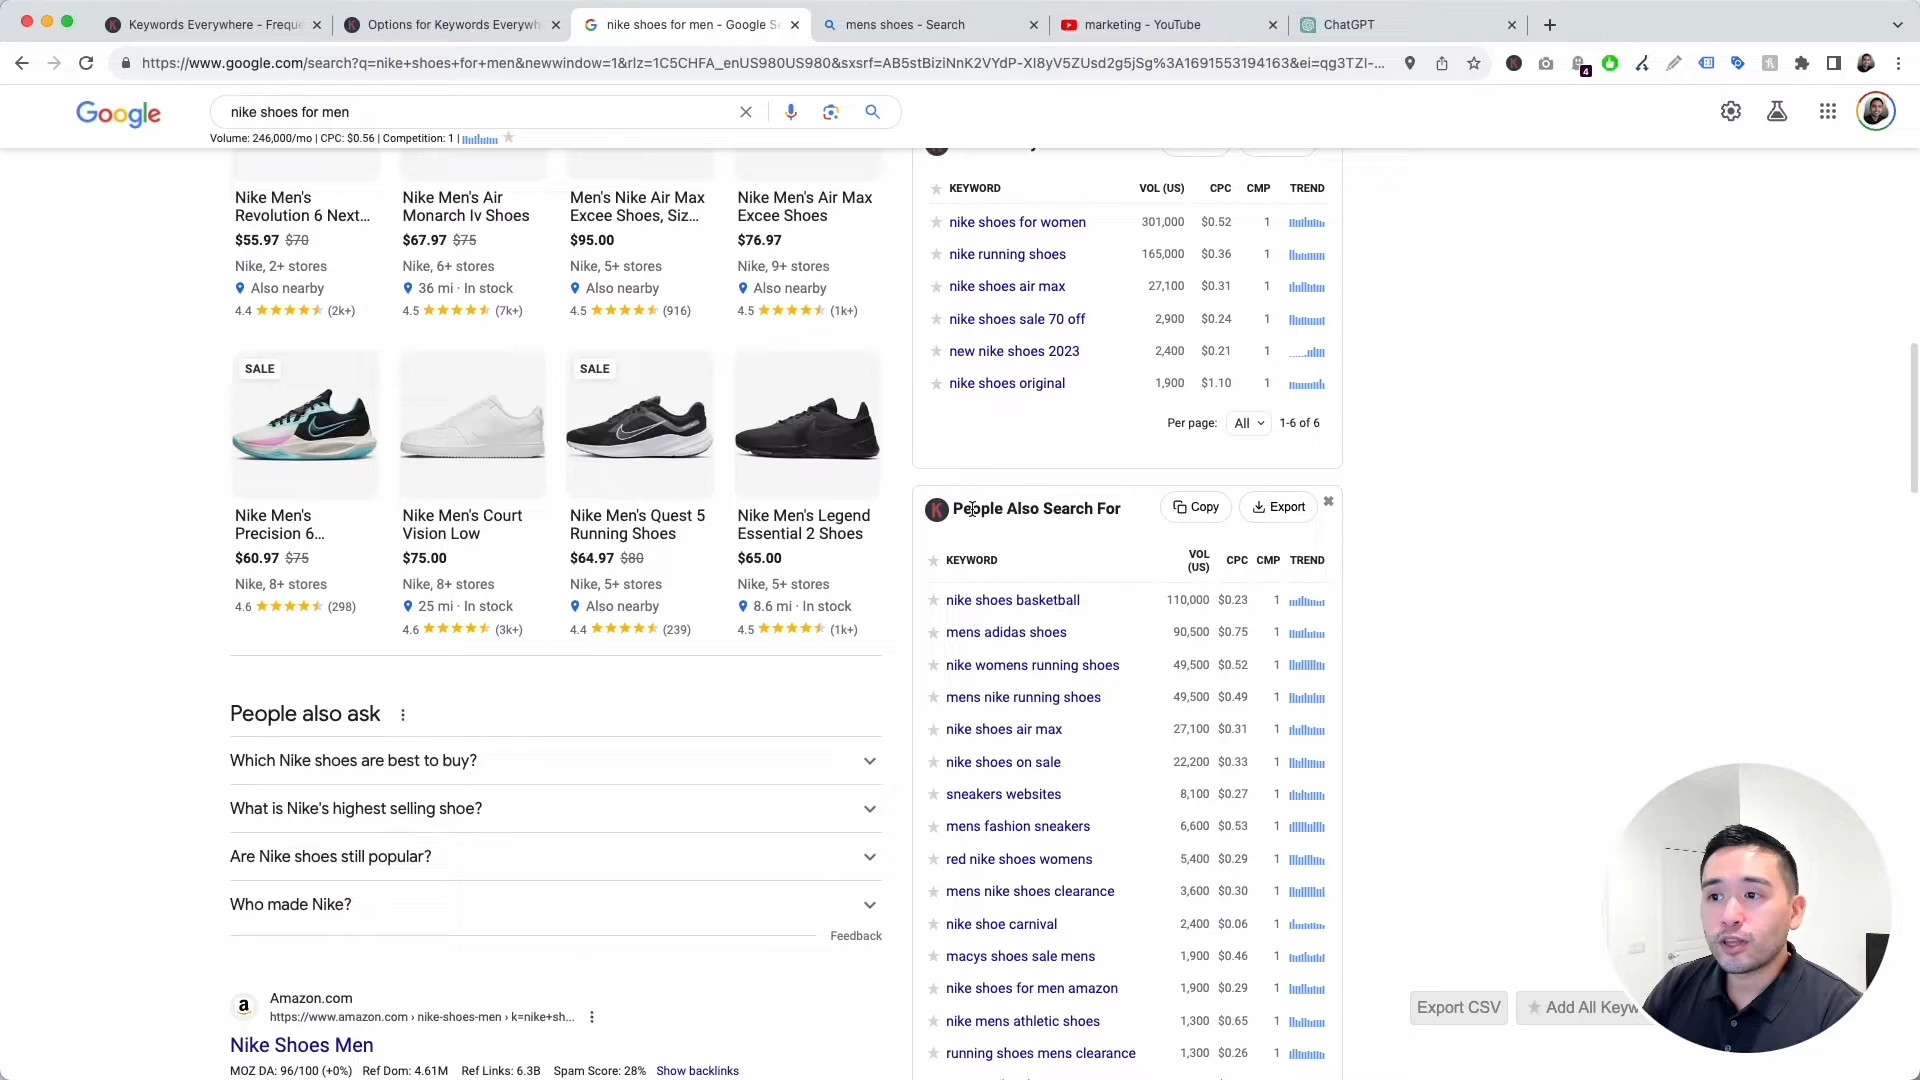 Keywords Everywhere - Freque
Options for Keywords Everywh
nike shoes for men - Google Se
mens shoes - Search
marketing - YouTube
ChatGPT
https://www.google.com/search?q=nike+shoes+for+men&newwindow=1&rlz=1C5CHFA_enUS980US980&sxsrf=AB5stBiziNnK2VYdP-XI8yV5ZUsd2g5jSg%3A1691553194163&ei=qg3TZI-...
4
Google
nike shoes for men
Volume: 246,000/mo | CPC: $0.56 | Competition: 1 |
Nike Men's Revolution 6 Next...
$55.97 $70
Nike, 2+ stores
Also nearby
4.4 (2k+)
Nike Men's Air Monarch Iv Shoes
$67.97 $75
Nike, 6+ stores
36 mi · In stock
4.5 (7k+)
Men's Nike Air Max Excee Shoes, Siz...
$95.00
Nike, 5+ stores
Also nearby
4.5 (916)
Nike Men's Air Max Excee Shoes
$76.97
Nike, 9+ stores
Also nearby
4.5 (1k+)
SALE
Nike Men's Precision 6...
$60.97 $75
Nike, 8+ stores
4.6 (298)
Nike Men's Court Vision Low
$75.00
Nike, 8+ stores
25 mi · In stock
4.6 (3k+)
SALE
Nike Men's Quest 5 Running Shoes
$64.97 $80
Nike, 5+ stores
Also nearby
4.4 (239)
Nike Men's Legend Essential 2 Shoes
$65.00
Nike, 5+ stores
8.6 mi · In stock
4.5 (1k+)
People also ask
Which Nike shoes are best to buy?
What is Nike's highest selling shoe?
Are Nike shoes still popular?
Who made Nike?
Feedback
a
Amazon.com
https://www.amazon.com › nike-shoes-men › k=nike+sh...
Nike Shoes Men
MOZ DA: 96/100 (+0%) Ref Dom: 4.61M Ref Links: 6.3B Spam Score: 28% Show backlinks
KEYWORD VOL (US) CPC CMP TREND
nike shoes for women 301,000 $0.52 1
nike running shoes 165,000 $0.36 1
nike shoes air max 27,100 $0.31 1
nike shoes sale 70 off 2,900 $0.24 1
new nike shoes 2023 2,400 $0.21 1
nike shoes original 1,900 $1.10 1
Per page: All 1-6 of 6
K People Also Search For Copy Export
KEYWORD VOL (US) CPC CMP TREND
nike shoes basketball 110,000 $0.23 1
mens adidas shoes 90,500 $0.75 1
nike womens running shoes 49,500 $0.52 1
mens nike running shoes 49,500 $0.49 1
nike shoes air max 27,100 $0.31 1
nike shoes on sale 22,200 $0.33 1
sneakers websites 8,100 $0.27 1
mens fashion sneakers 6,600 $0.53 1
red nike shoes womens 5,400 $0.29 1
mens nike shoes clearance 3,600 $0.30 1
nike shoe carnival 2,400 $0.06 1
macys shoes sale mens 1,900 $0.46 1
nike shoes for men amazon 1,900 $0.29 1
nike mens athletic shoes 1,300 $0.65 1
running shoes mens clearance 1,300 $0.26 1
Export CSV
Add All Keyw